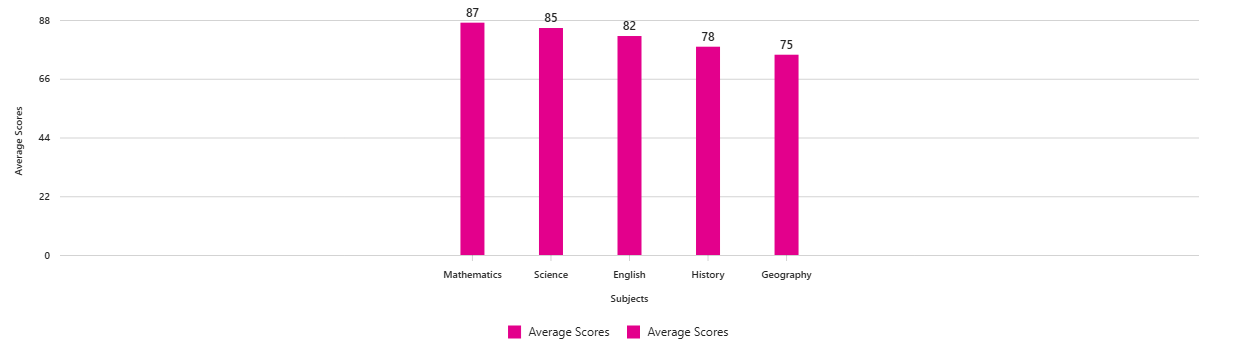 87
85
82
78
75
88
66
44
22
0
Average Scores
Mathematics
Science
English
History
Geography
Subjects
Average Scores
Average Scores